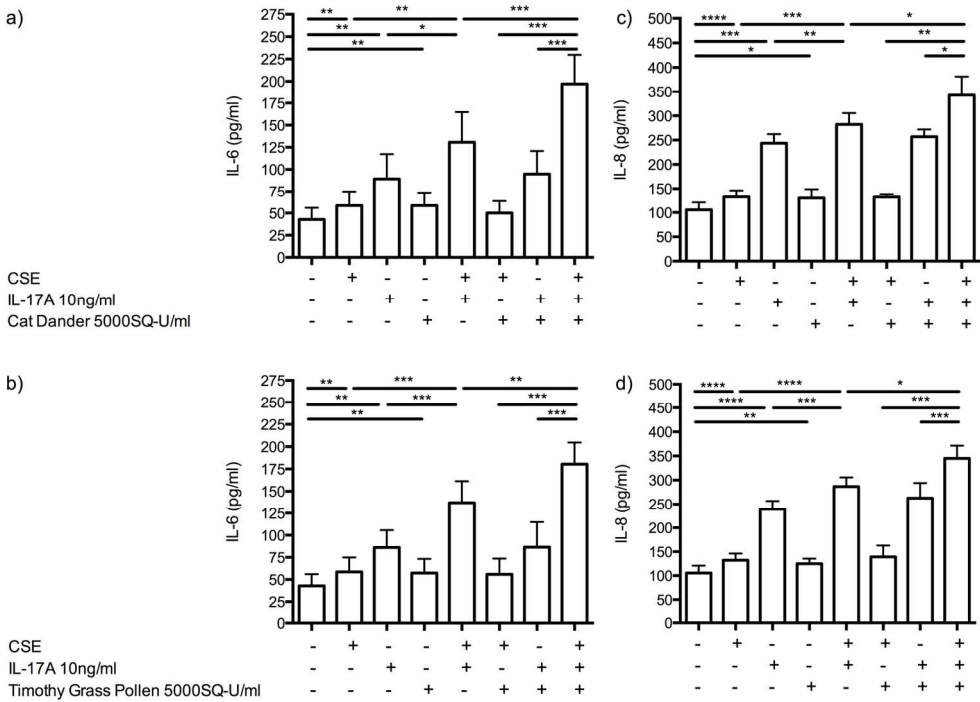 a)
IL-6 (pg/ml)
275
250
225
200
175
150
125
100
75
50
25
0
** ** ***
** * ***
** ***
CSE - + - - + + - +
IL-17A 10ng/ml - - + - + - + +
Cat Dander 5000SQ-U/ml - - - + - + + +
c)
IL-8 (pg/ml)
500
450
400
350
300
250
200
150
100
50
0
**** *** *
*** ** **
* *
- + - - + + - +
- - + - + - + +
- - - + - + + +
b)
IL-6 (pg/ml)
275
250
225
200
175
150
125
100
75
50
25
0
** *** **
** *** ***
** ***
CSE - + - - + + - +
IL-17A 10ng/ml - - + - + - + +
Timothy Grass Pollen 5000SQ-U/ml - - - + - + + +
d)
IL-8 (pg/ml)
500
450
400
350
300
250
200
150
100
50
0
**** **** *
**** *** ***
** ***
- + - - + + - +
- - + - + - + +
- - - + - + + +